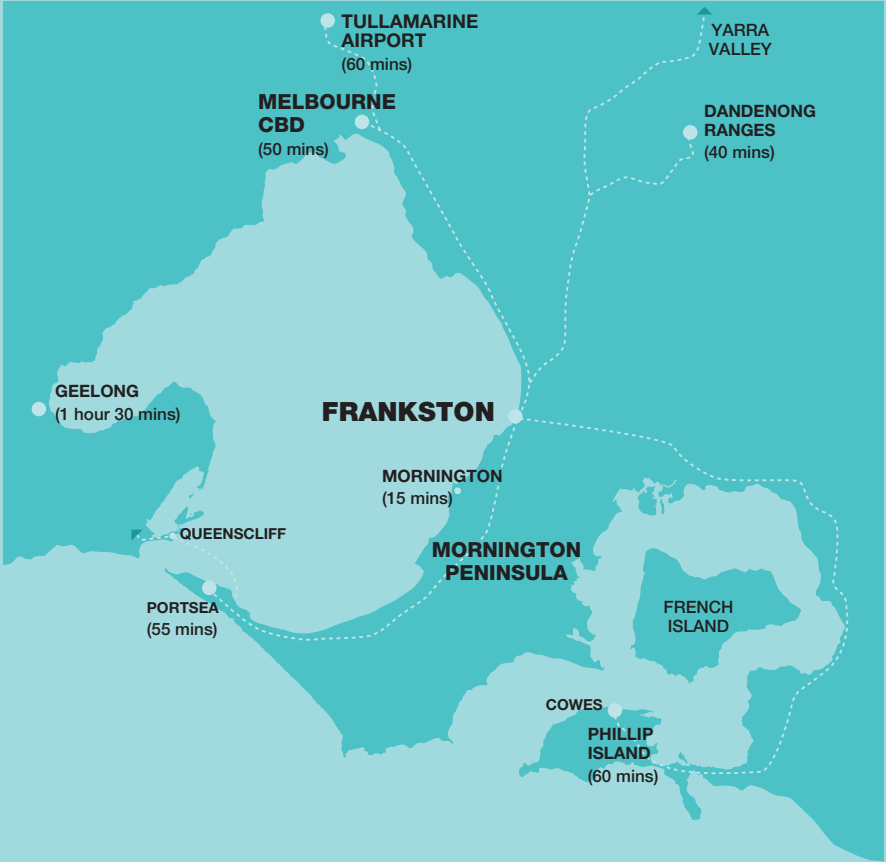 TULLAMARINE
AIRPORT
(60 mins)
YARRA
VALLEY
MELBOURNE
CBD
(50 mins)
DANDENONG
RANGES
(40 mins)
GEELONG
(1 hour 30 mins)
FRANKSTON
MORNINGTON
(15 mins)
QUEENSCLIFF
MORNINGTON
PENINSULA
PORTSEA
(55 mins)
FRENCH
ISLAND
COWES
PHILLIP
ISLAND
(60 mins)